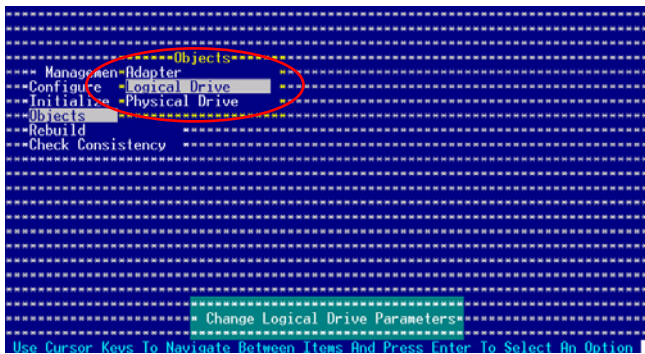 Objects
Managemen Adapter
Configure Logical Drive
Initialize Physical Drive
Objects
Rebuild
Check Consistency
Change Logical Drive Parameters
Use Cursor Keys To Navigate Between Items And Press Enter To Select An Option